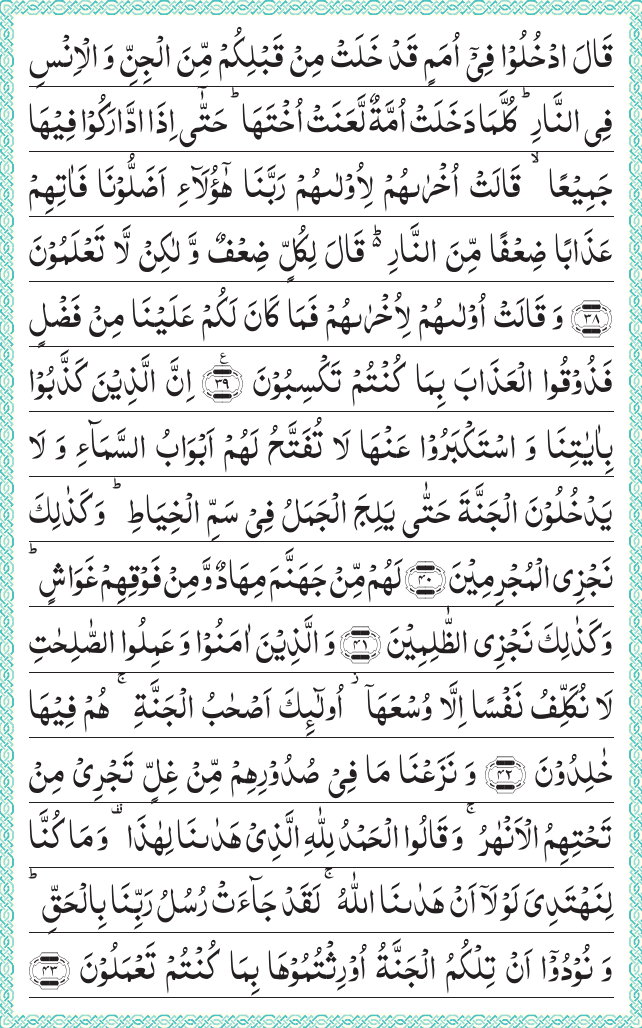 قَالَ ادْخُلُوْا فِیْۤ اُمَمٍ قَدْ خَلَتْ مِنْ قَبْلِكُمْ مِّنَ الْجِنِّ وَ الْاِنْسِ
فِی النَّارِ ؕ كُلَّمَا دَخَلَتْ اُمَّةٌ لَّعَنَتْ اُخْتَهَا ؕ حَتّٰۤی اِذَا ادَّارَكُوْا فِیْهَا
جَمِیْعًا ۙ قَالَتْ اُخْرٰىهُمْ لِاُوْلٰىهُمْ رَبَّنَا هٰۤؤُلَآءِ اَضَلُّوْنَا فَاٰتِهِمْ
عَذَابًا ضِعْفًا مِّنَ النَّارِ ؕ۬ قَالَ لِكُلٍّ ضِعْفٌ وَّ لٰكِنْ لَّا تَعْلَمُوْنَ
﴿۳۸﴾ وَ قَالَتْ اُوْلٰىهُمْ لِاُخْرٰىهُمْ فَمَا كَانَ لَكُمْ عَلَیْنَا مِنْ فَضْلٍ
فَذُوْقُوا الْعَذَابَ بِمَا كُنْتُمْ تَكْسِبُوْنَ ﴿۳۹﴾ ع اِنَّ الَّذِیْنَ كَذَّبُوْا
بِاٰیٰتِنَا وَ اسْتَكْبَرُوْا عَنْهَا لَا تُفَتَّحُ لَهُمْ اَبْوَابُ السَّمَآءِ وَ لَا
یَدْخُلُوْنَ الْجَنَّةَ حَتّٰی یَلِجَ الْجَمَلُ فِیْ سَمِّ الْخِیَاطِ ؕ وَ كَذٰلِكَ
نَجْزِی الْمُجْرِمِیْنَ ﴿۴۰﴾ لَهُمْ مِّنْ جَهَنَّمَ مِهَادٌ وَّ مِنْ فَوْقِهِمْ غَوَاشٍ ؕ
وَ كَذٰلِكَ نَجْزِی الظّٰلِمِیْنَ ﴿۴۱﴾ وَ الَّذِیْنَ اٰمَنُوْا وَ عَمِلُوا الصّٰلِحٰتِ
لَا نُكَلِّفُ نَفْسًا اِلَّا وُسْعَهَاۤ ؗ اُولٰٓىِٕكَ اَصْحٰبُ الْجَنَّةِ ۚ هُمْ فِیْهَا
خٰلِدُوْنَ ﴿۴۲﴾ وَ نَزَعْنَا مَا فِیْ صُدُوْرِهِمْ مِّنْ غِلٍّ تَجْرِیْ مِنْ
تَحْتِهِمُ الْاَنْهٰرُ ۚ وَ قَالُوا الْحَمْدُ لِلّٰهِ الَّذِیْ هَدٰىنَا لِهٰذَا ۫ وَ مَا كُنَّا
لِنَهْتَدِیَ لَوْلَاۤ اَنْ هَدٰىنَا اللّٰهُ ۚ لَقَدْ جَآءَتْ رُسُلُ رَبِّنَا بِالْحَقِّ ؕ
وَ نُوْدُوْۤا اَنْ تِلْكُمُ الْجَنَّةُ اُوْرِثْتُمُوْهَا بِمَا كُنْتُمْ تَعْمَلُوْنَ ﴿۴۳﴾